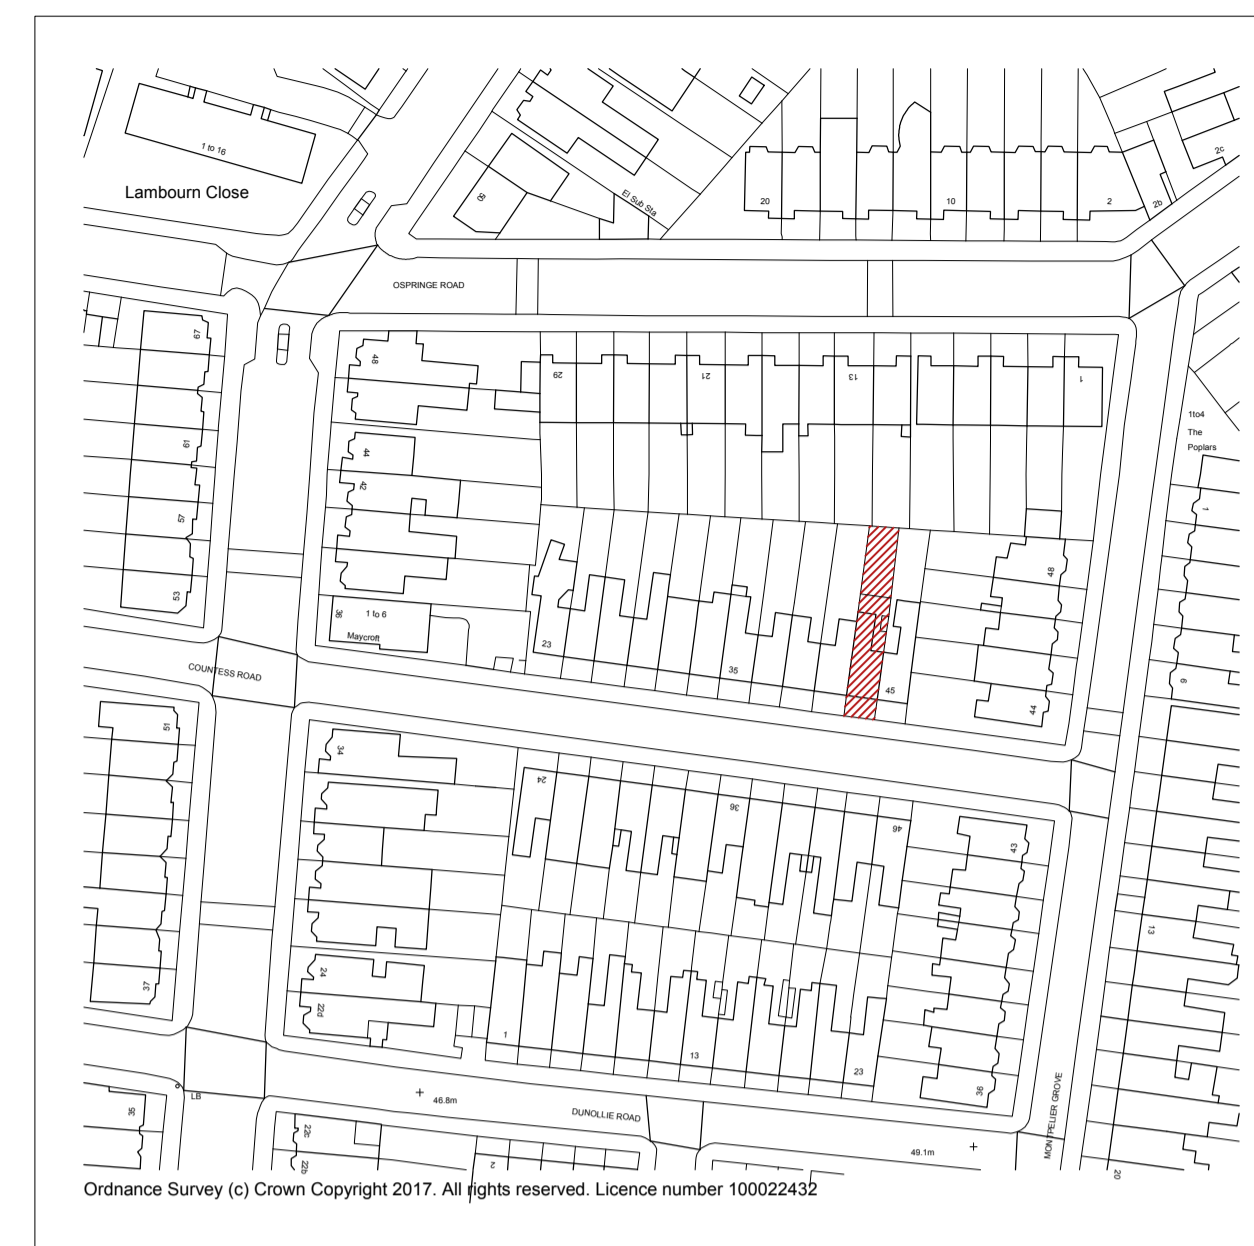 1 to 16
Lambourn Close
50
El Sub Sta
20
10
2
2b
2c
OSPRINGE ROAD
67
61
57
53
48
44
42
36
1 to 6
Maycroft
29
21
13
1
1to4
The
Poplars
1
9
23
35
45
48
44
COUNTESS ROAD
51
37
34
24
22d
24
36
46
43
36
13
1
13
23
LB
46.8m
DUNOLLIE ROAD
49.1m
MONTPELIER GROVE
35
22c
22b
2
20
Ordnance Survey (c) Crown Copyright 2017. All rights reserved. Licence number 100022432